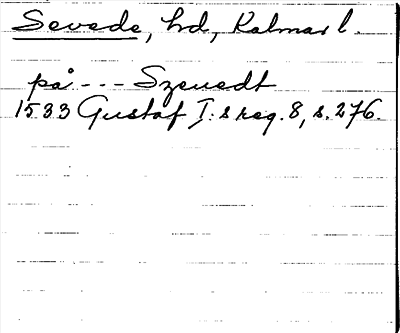 Sevede, hd, Kalmar l.
på --- Szeuedt
1533 Gustaf I:s reg. 8, s. 276.